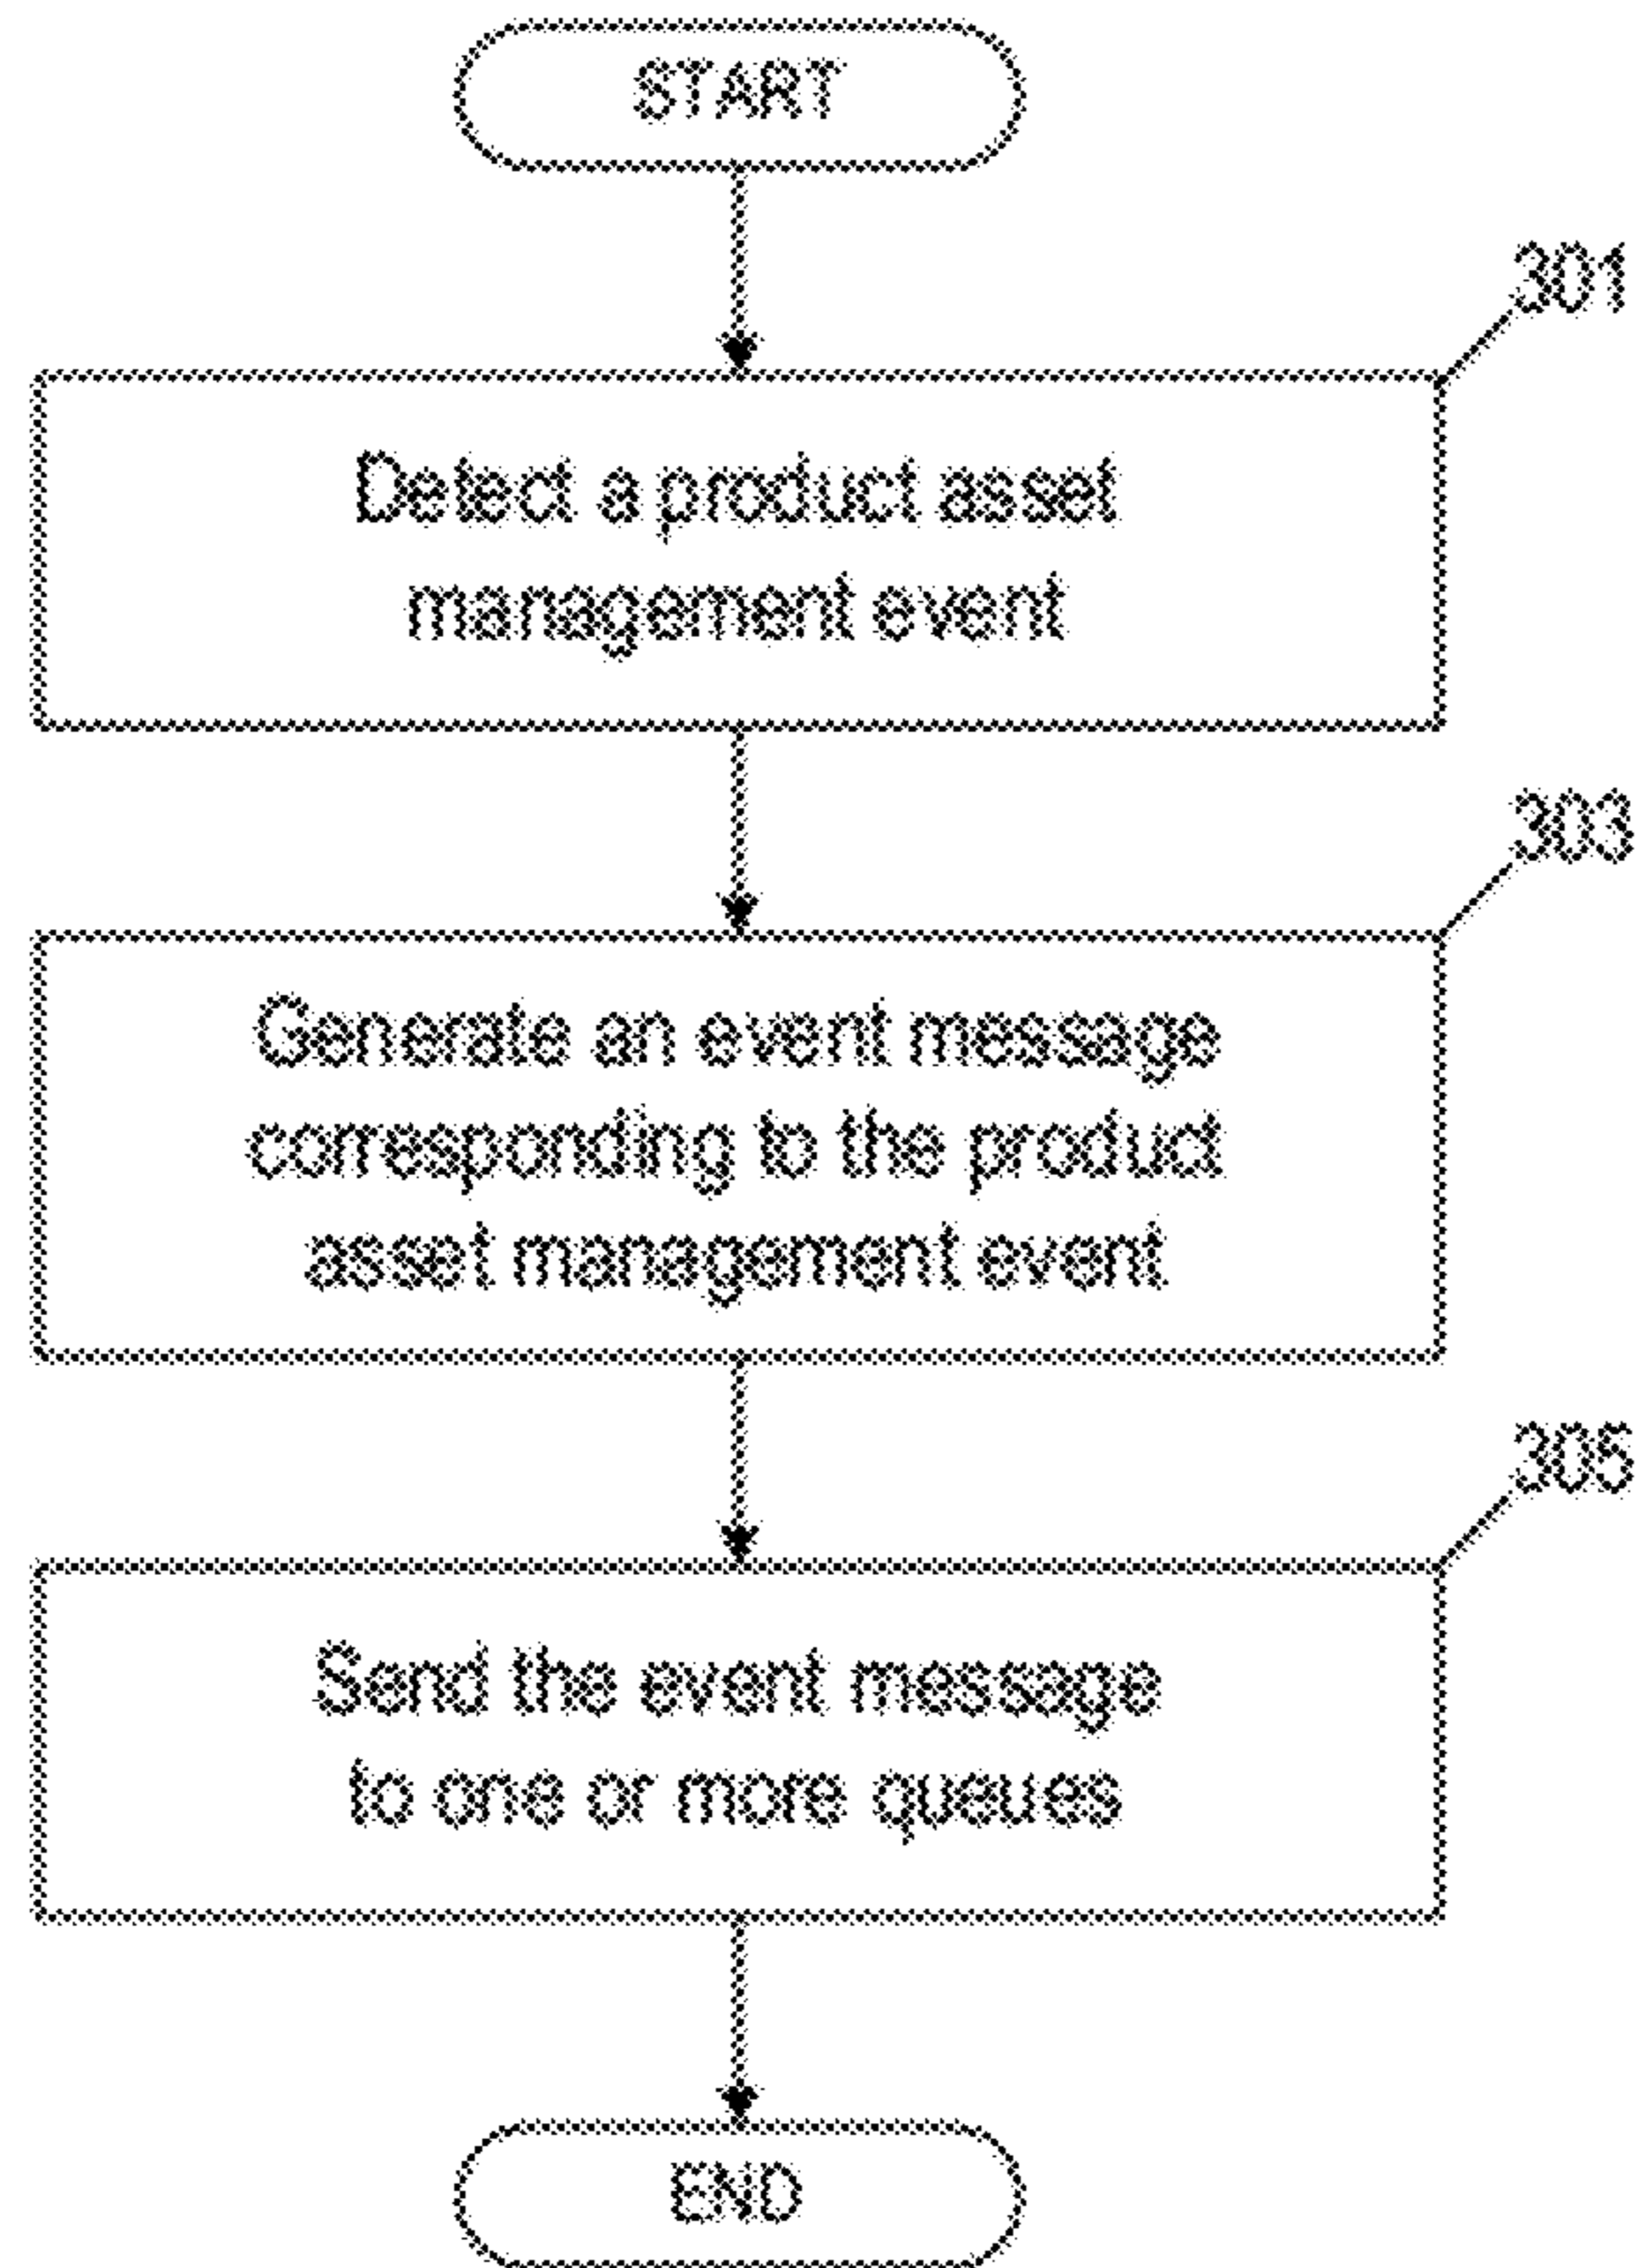 START
301
Detect a product asset
management event
303
Generate an event message
corresponding to the product
asset management event
305
Send the event message
to one or more queues
END